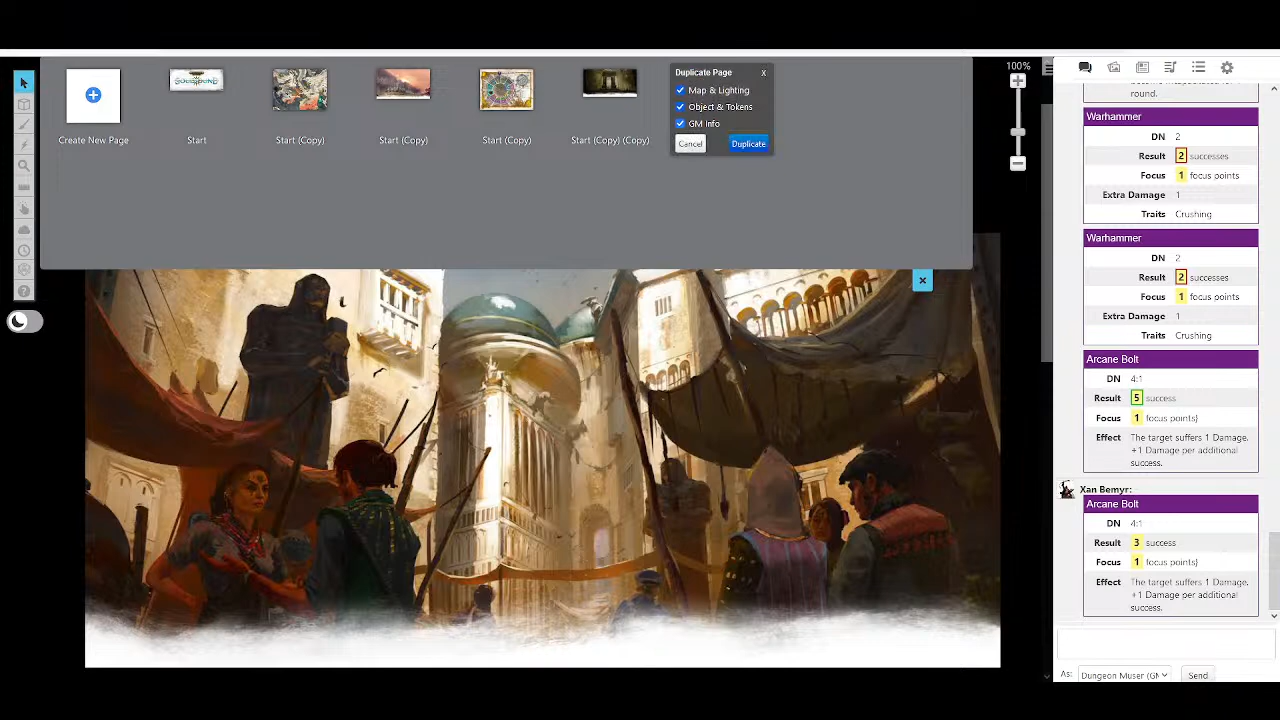 100%
Duplicate Page X
Map & Lighting
Object & Tokens
GM Info
Cancel Duplicate
Create New Page
Start
Start (Copy)
Start (Copy)
Start (Copy)
Start (Copy) (Copy)
round.
Warhammer
DN 2
Result 2 successes
Focus 1 focus points
Extra Damage 1
Traits Crushing
Warhammer
DN 2
Result 2 successes
Focus 1 focus points
Extra Damage 1
Traits Crushing
Arcane Bolt
DN 4:1
Result 5 success
Focus 1 focus points}
Effect The target suffers 1 Damage.
+1 Damage per additional
success.
Xan Bemyr:
Arcane Bolt
DN 4:1
Result 3 success
Focus 1 focus points}
Effect The target suffers 1 Damage.
+1 Damage per additional
success.
As: Dungeon Muser (GM Send